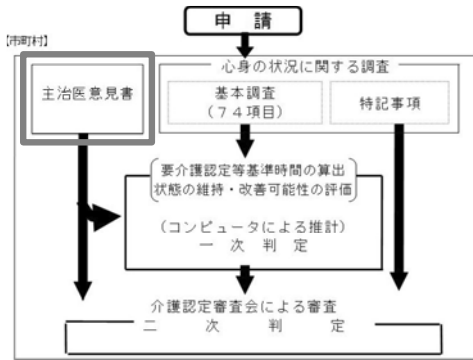 申 請
【市町村】
心身の状況に関する調査
主治医意見書
基本調査
(74項目)
特記事項
要介護認定等基準時間の算出
状態の維持・改善可能性の評価
(コンピュータによる推計)
一 次 判 定
介護認定審査会による審査
二 次 判 定